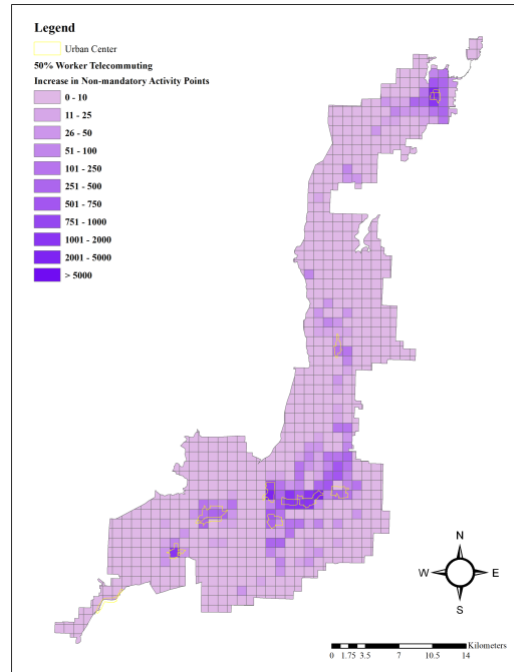 Legend
Urban Center
50% Worker Telecommuting
Increase in Non-mandatory Activity Points
0 - 10
11 - 25
26 - 50
51 - 100
101 - 250
251 - 500
501 - 750
751 - 1000
1001 - 2000
2001 - 5000
> 5000
N
W E
S
Kilometers
0 1.75 3.5 7 10.5 14